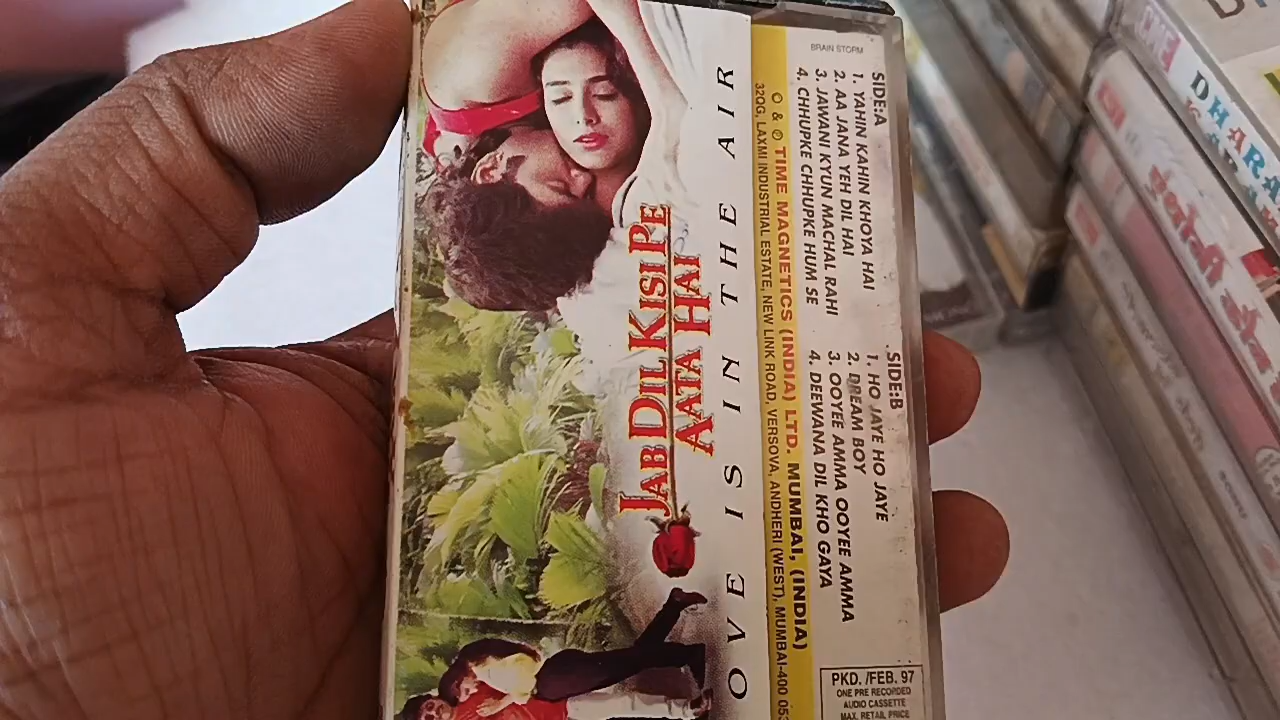 JAB DIL KISI PE
AATA HAI
OVE IS IN THE AIR
BRAIN STORM
SIDE:A
1. YAHIN KAHIN KHOYA HAI
2. AA JANA YEH DIL HAI
3. JAWANI KYUN MACHAL RAHI
4. CHHUPKE CHHUPKE HUM SE
SIDE:B
1. HO JAYE HO JAYE
2. DREAM BOY
3. OOYEE AMMA OOYEE AMMA
4. DEEWANA DIL KHO GAYA
© & ℗ TIME MAGNETICS (INDIA) LTD. MUMBAI, (INDIA)
32QG, LAXMI INDUSTRIAL ESTATE, NEW LINK ROAD, VERSOVA, ANDHERI (WEST), MUMBAI-400 053
PKD. /FEB. 97
ONE PRE RECORDED
AUDIO CASSETTE
MAX. RETAIL PRICE
DHARA